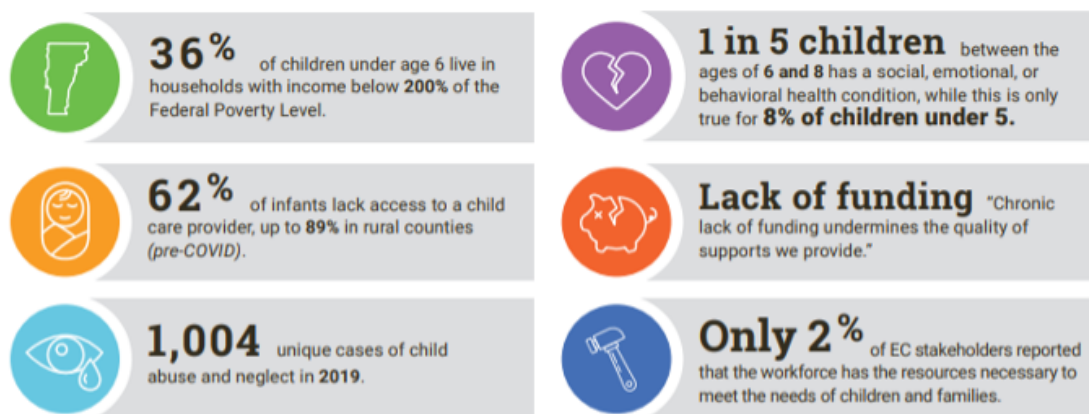 36% of children under age 6 live in
households with income below 200% of the
Federal Poverty Level.
62% of infants lack access to a child
care provider, up to 89% in rural counties
(pre-COVID).
1,004 unique cases of child
abuse and neglect in 2019.
1 in 5 children between the
ages of 6 and 8 has a social, emotional, or
behavioral health condition, while this is only
true for 8% of children under 5.
Lack of funding "Chronic
lack of funding undermines the quality of
supports we provide."
Only 2% of EC stakeholders reported
that the workforce has the resources necessary to
meet the needs of children and families.